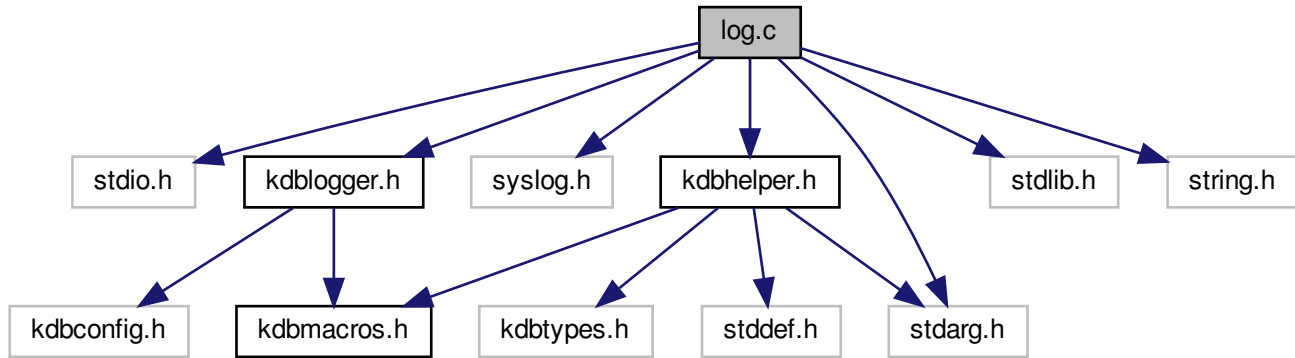 log.c
stdio.h
kdblogger.h
syslog.h
kdbhelper.h
stdlib.h
string.h
kdbconfig.h
kdbmacros.h
kdbtypes.h
stddef.h
stdarg.h